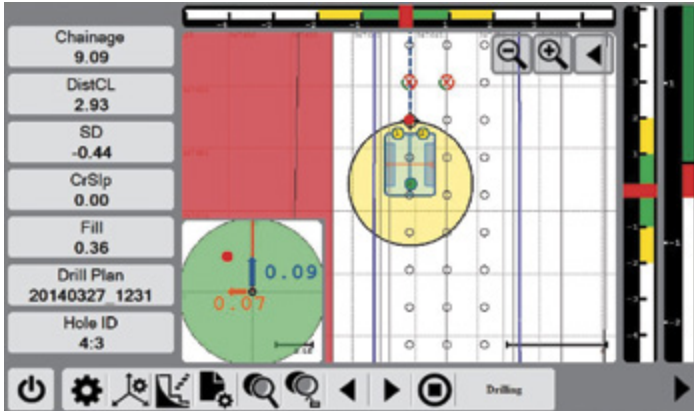 Chainage
9.09
DistCL
2.93
SD
-0.44
CrSlp
0.00
Fill
0.36
Drill Plan
20140327_1231
Hole ID
4:3
0.09
0.07
Drilling